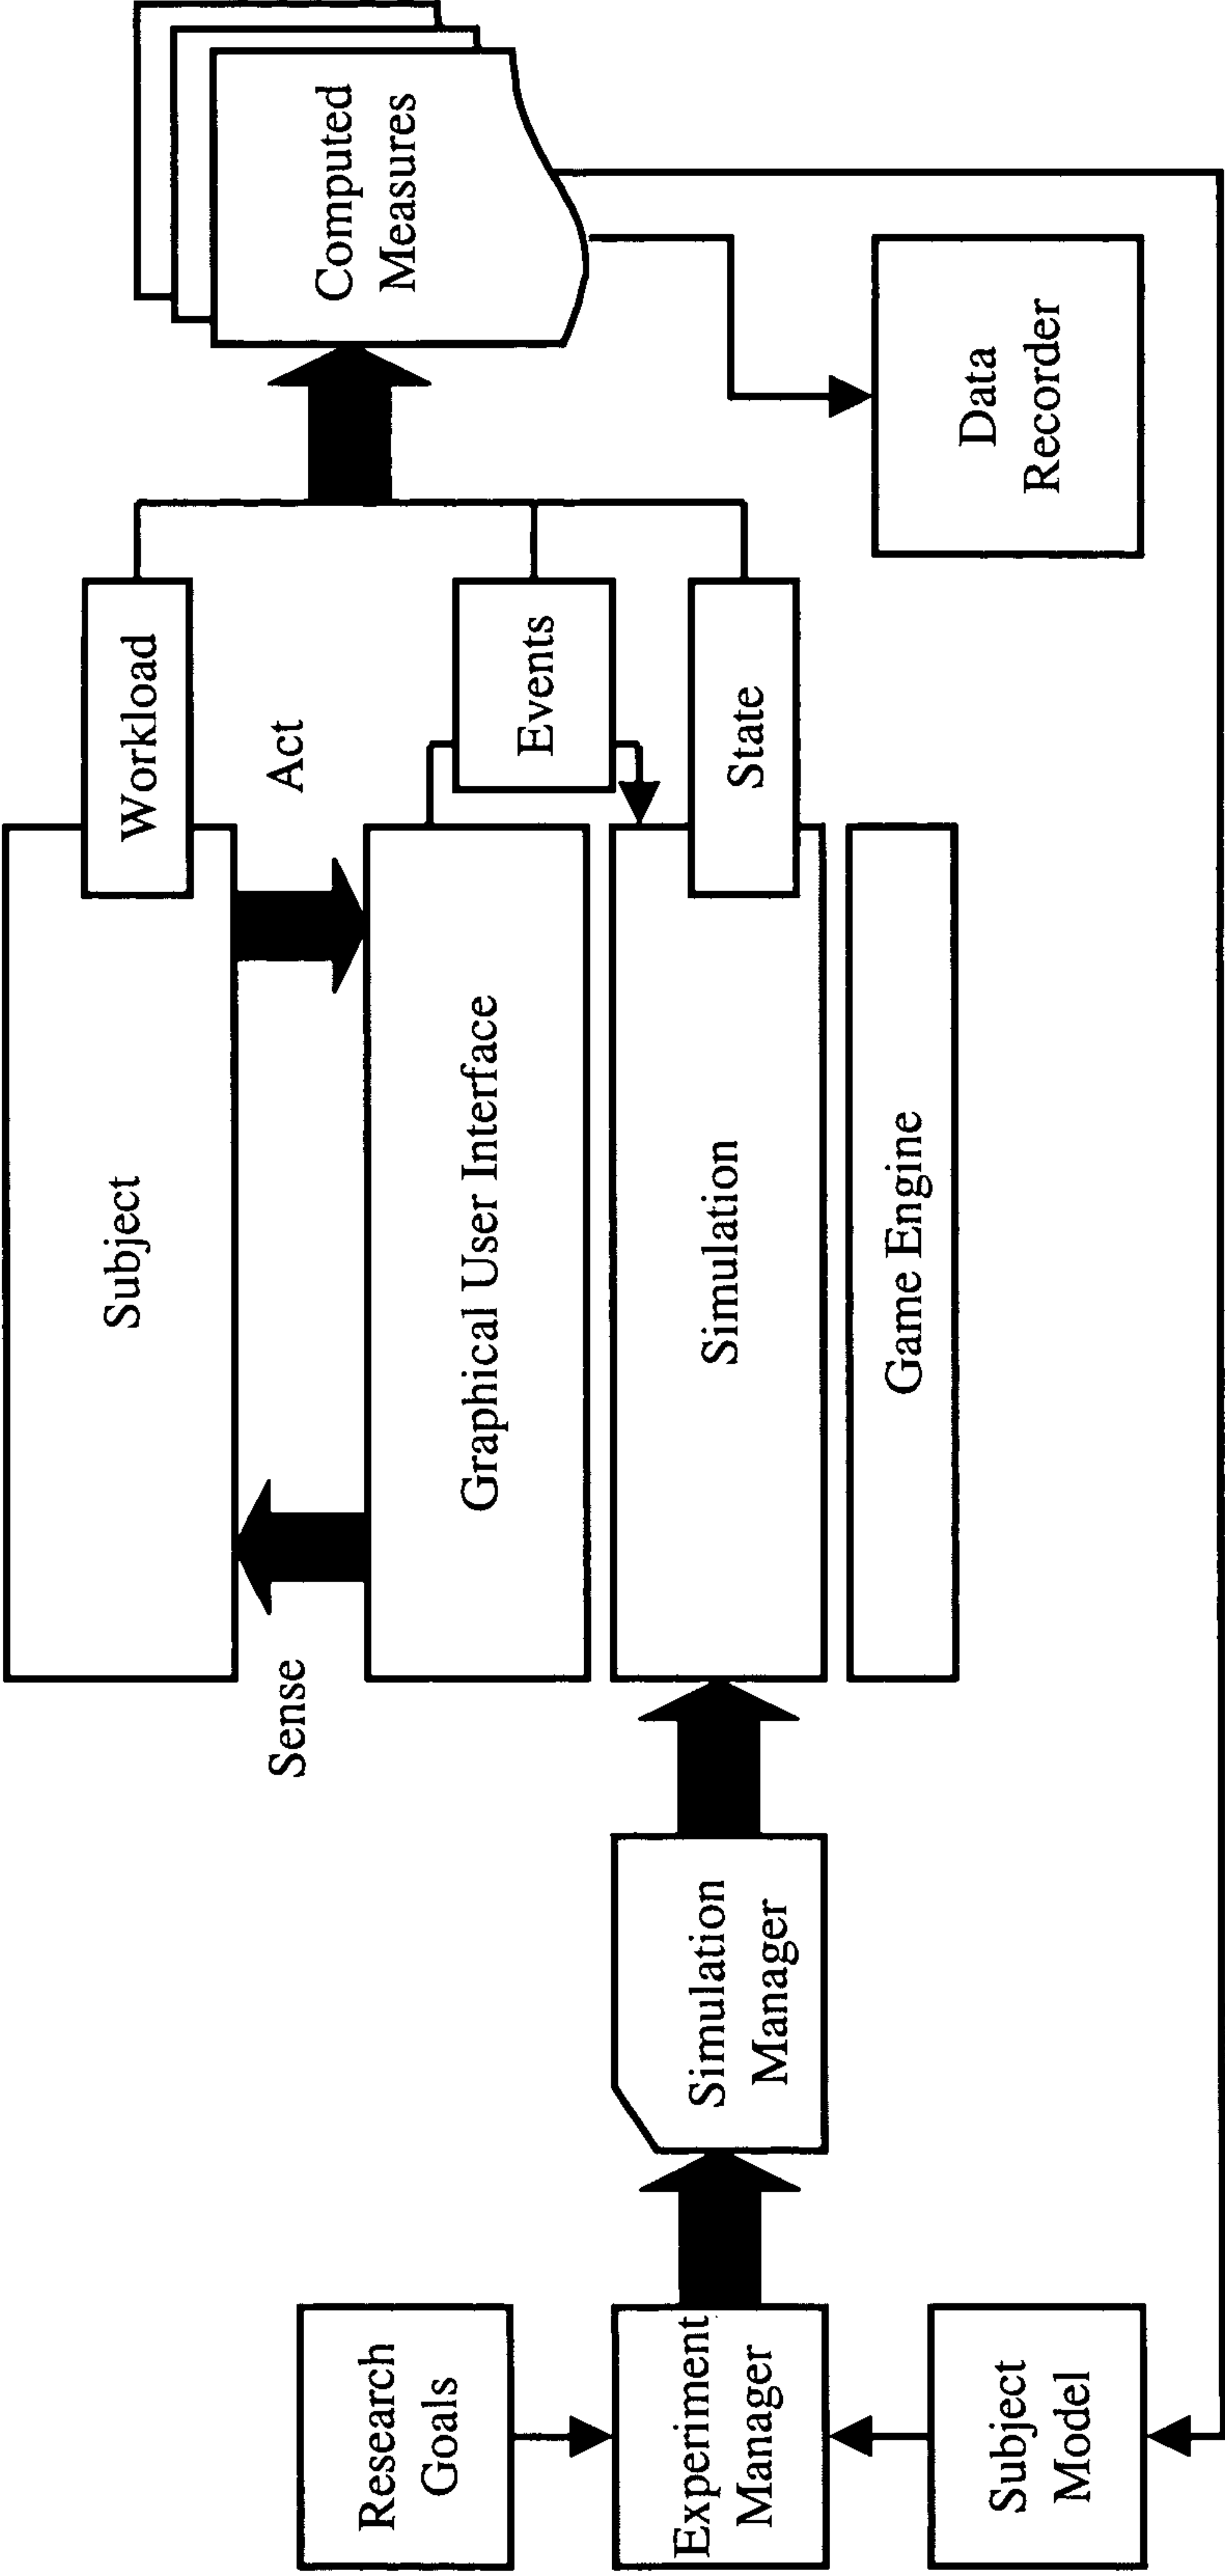 Research
Goals
Experiment
Manager
Subject
Model
Simulation
Manager
Sense
Subject
Graphical User Interface
Simulation
Game Engine
Workload
Act
Events
State
Computed
Measures
Data
Recorder